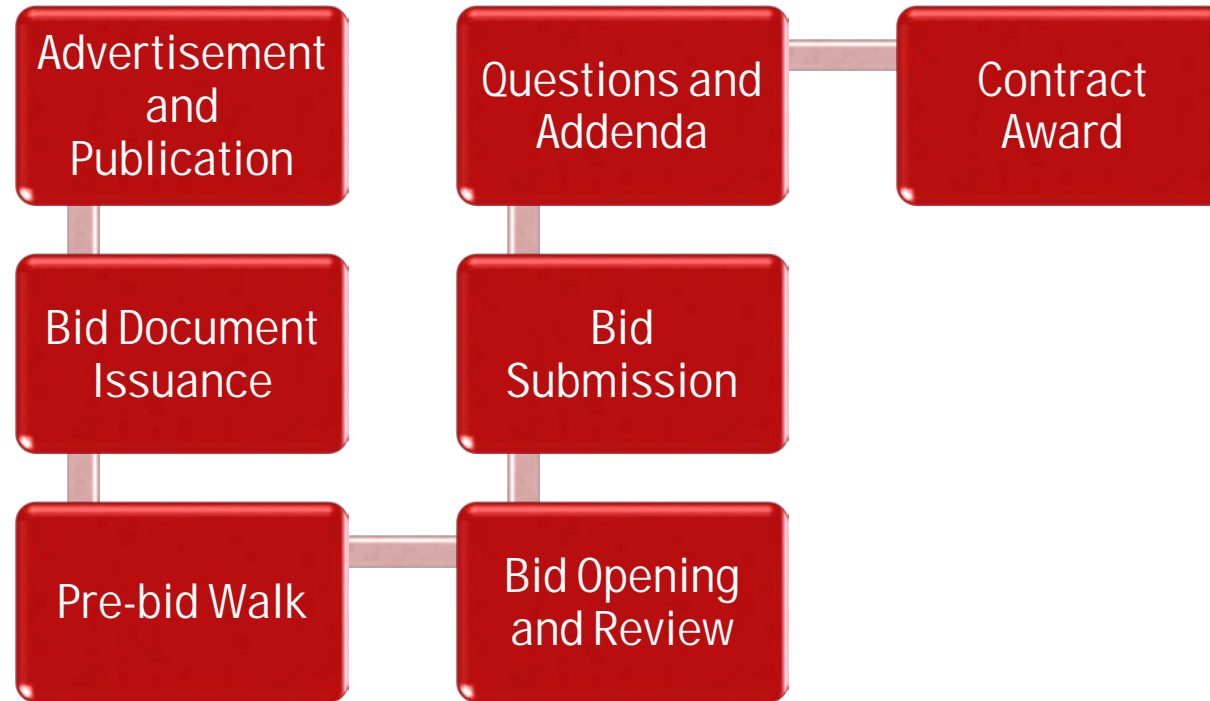 Advertisement
and
Publication
Bid Document
Issuance
Pre-bid Walk
Bid Opening
and Review
Bid
Submission
Questions and
Addenda
Contract
Award